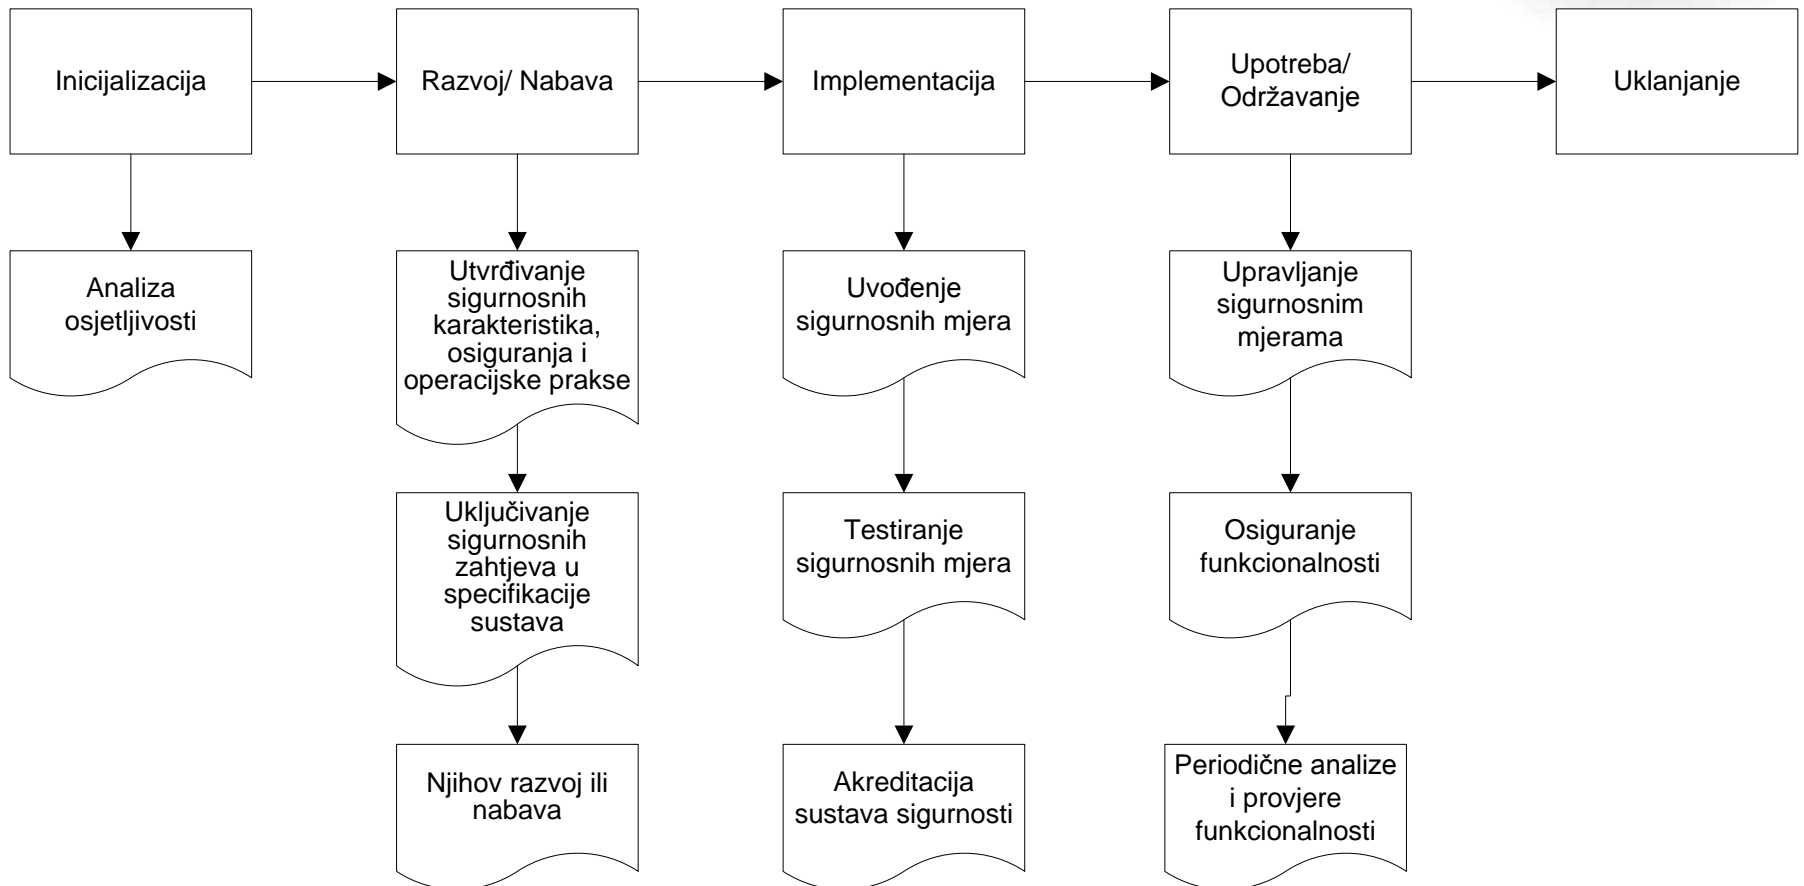 Inicijalizacija
Razvoj/ Nabava
Implementacija
Upotreba/
Održavanje
Uklanjanje
Analiza
osjetljivosti
Utvrđivanje
sigurnosnih
karakteristika,
osiguranja i
operacijske prakse
Uvođenje
sigurnosnih mjera
Upravljanje
sigurnosnim
mjerama
Uključivanje
sigurnosnih
zahtjeva u
specifikacije
sustava
Testiranje
sigurnosnih mjera
Osiguranje
funkcionalnosti
Njihov razvoj ili
nabava
Akreditacija
sustava sigurnosti
Periodične analize
i provjere
funkcionalnosti